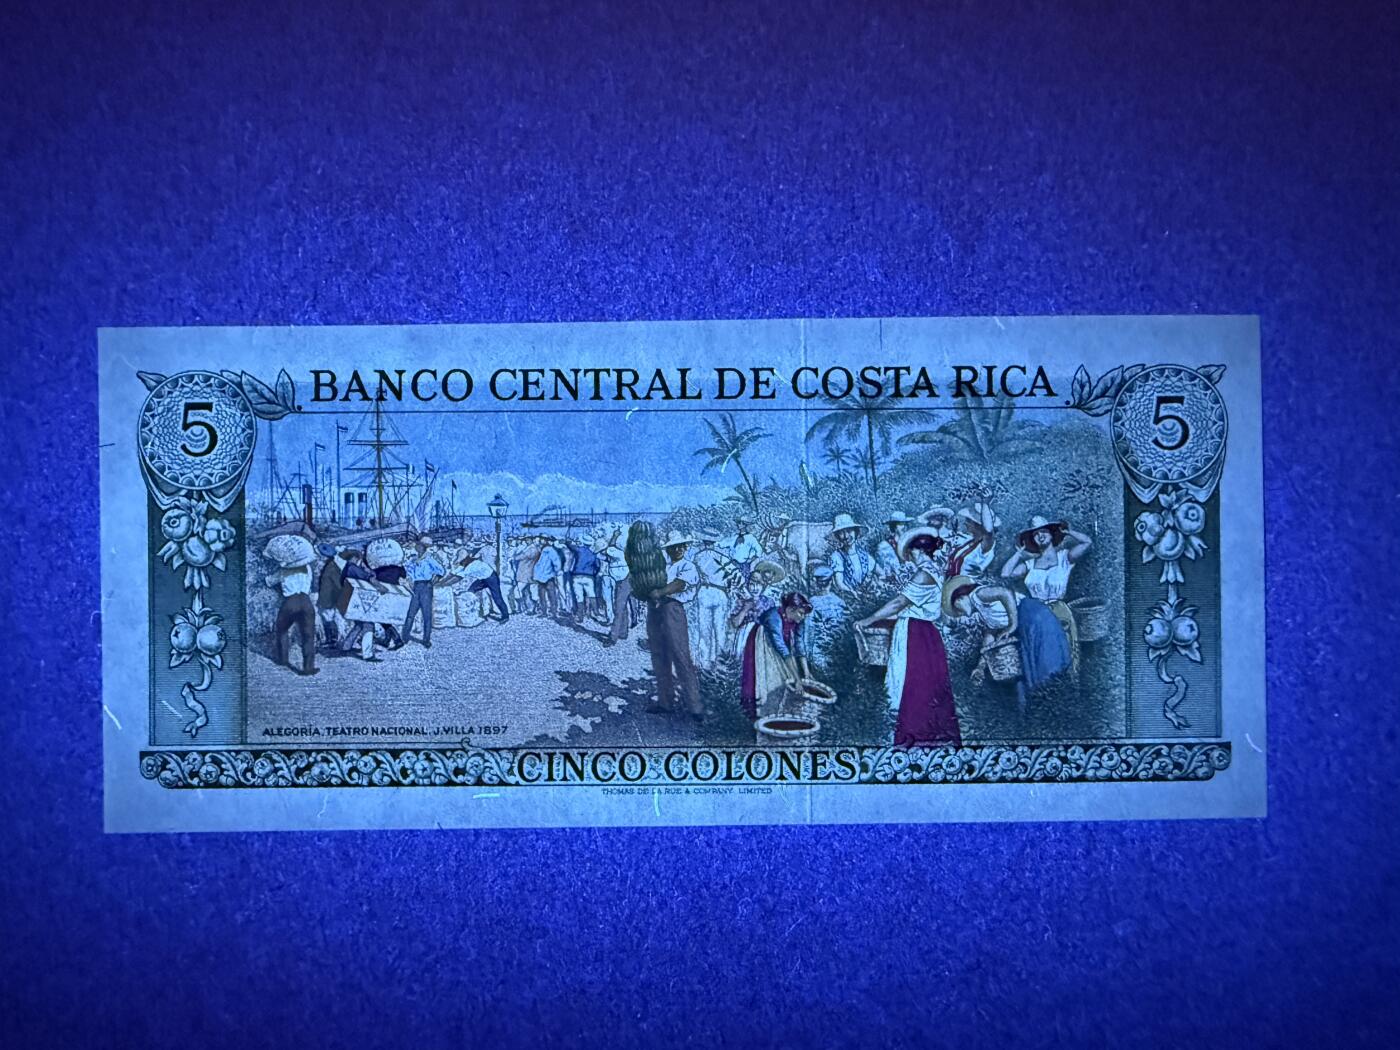 BANCO CENTRAL DE COSTA RICA
5
5
ALEGORÍA, TEATRO NACIONAL, J. VILLA 1897
CINCO COLONES
THOMAS DE LA RUE & COMPANY, LIMITED